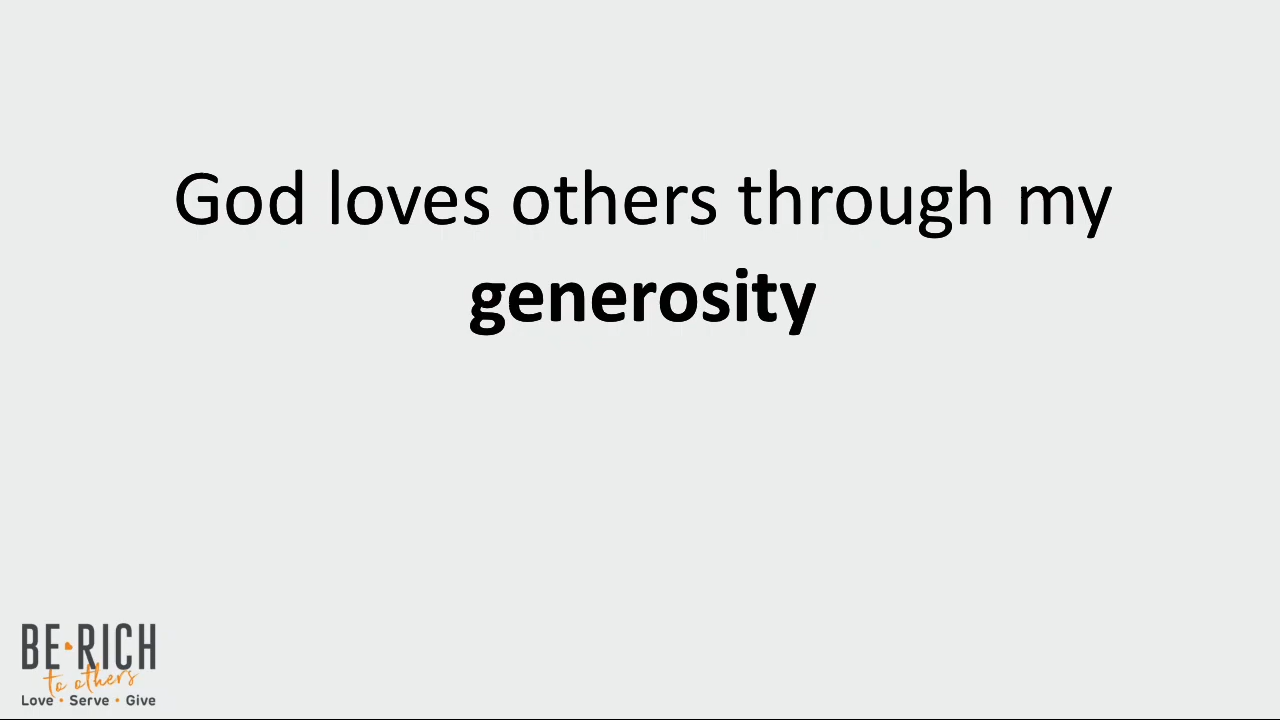 God loves others through my
generosity
BE RICH
to others
Love • Serve • Give